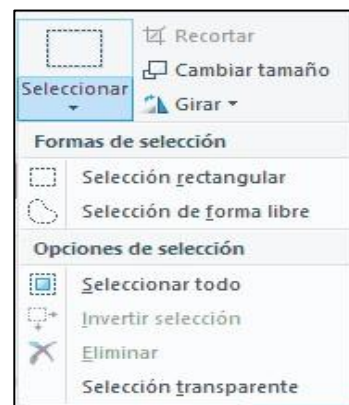 Recortar
Cambiar tamaño
Seleccionar
Girar
Formas de selección
Selección rectangular
Selección de forma libre
Opciones de selección
Seleccionar todo
Invertir selección
Eliminar
Selección transparente